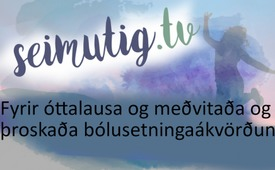 seimutig.tv
Fyrir óttalausa og meðvitaða og
þroskaða bólusetningaákvörðun